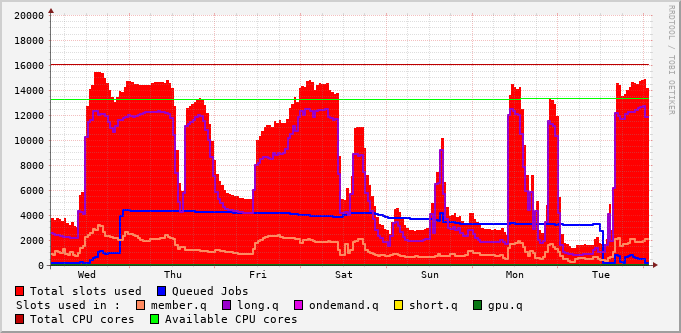 20000
18000
16000
14000
12000
10000
8000
6000
4000
2000
0
Wed Thu Fri Sat Sun Mon Tue
RRDTOOL / TOBI OETIKER
Total slots used Queued Jobs
Slots used in : member.q long.q ondemand.q short.q gpu.q
Total CPU cores Available CPU cores